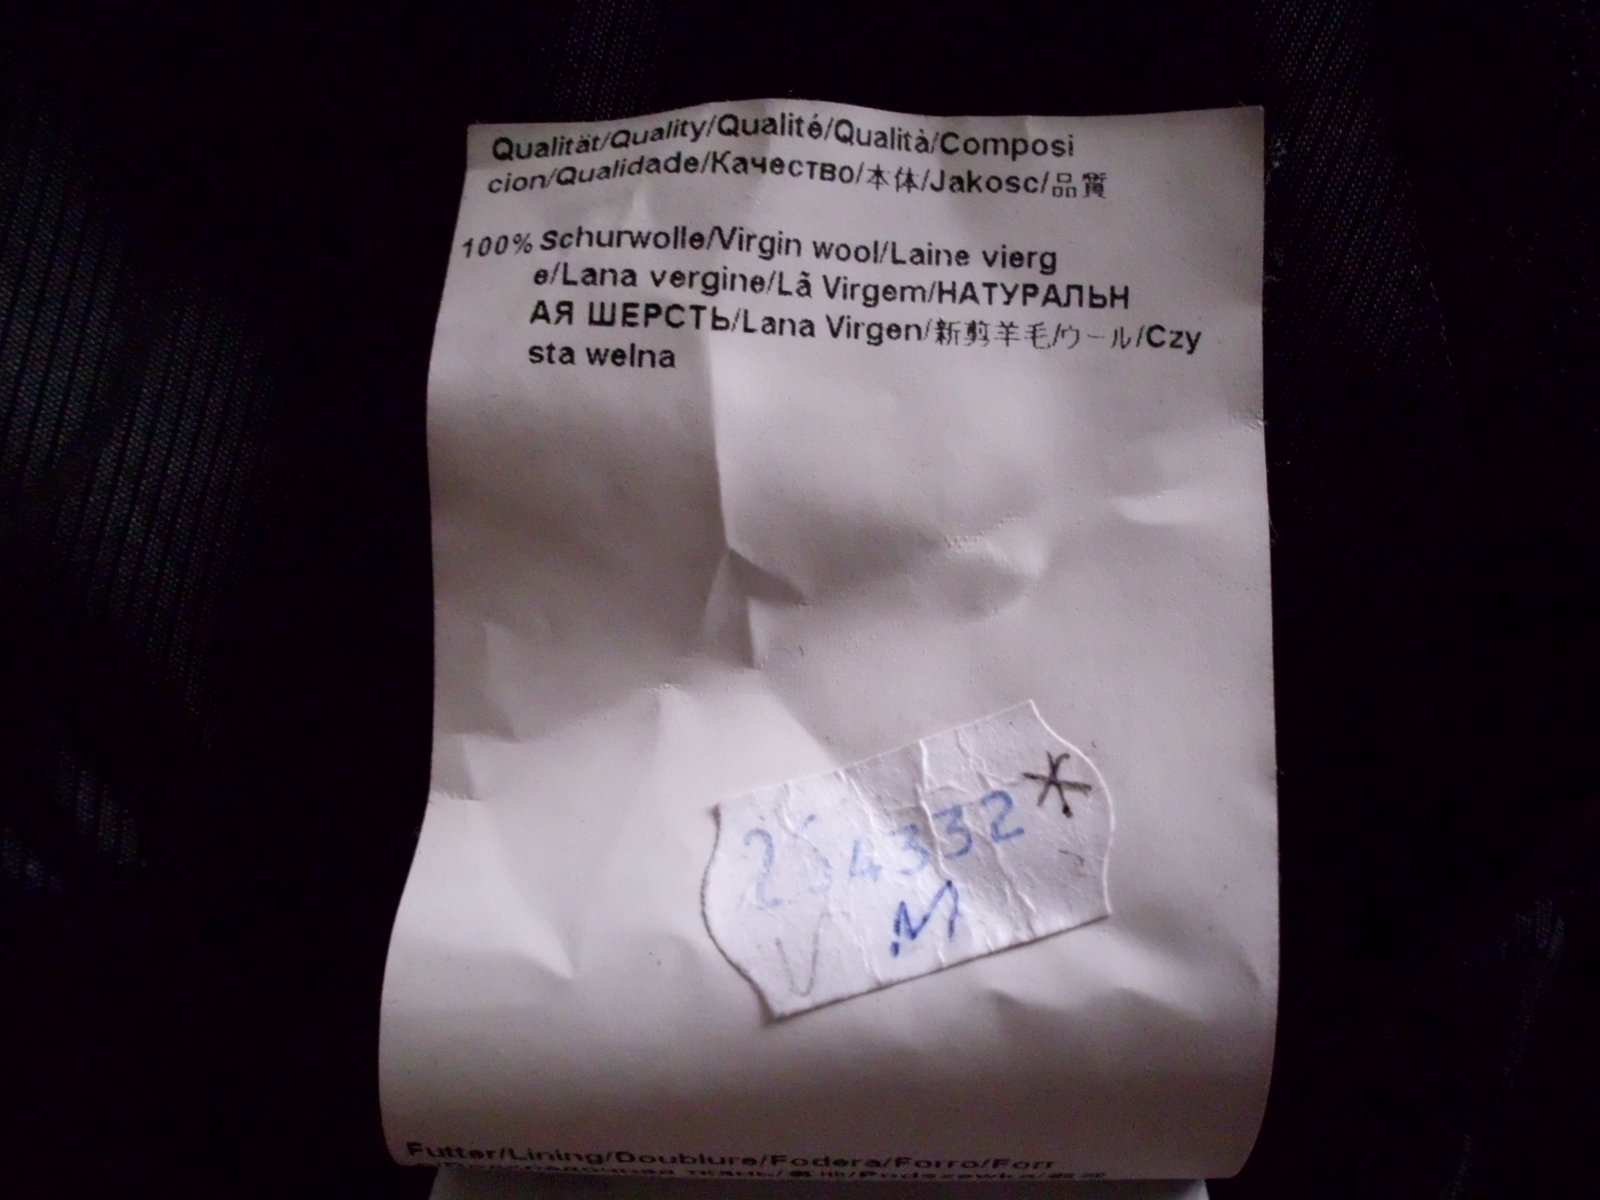 Qualität/Quality/Qualité/Qualità/Composi
cion/Qualidade/Качество/本体/Jakosc/品質
100% Schurwolle/Virgin wool/Laine vierg
e/Lana vergine/Lã Virgem/НАТУРАЛЬН
АЯ ШЕРСТЬ/Lana Virgen/新剪羊毛/ウール/Czy
sta welna
254332*
M
Futter/Lining/Doublure/Fodera/Forro/Forr